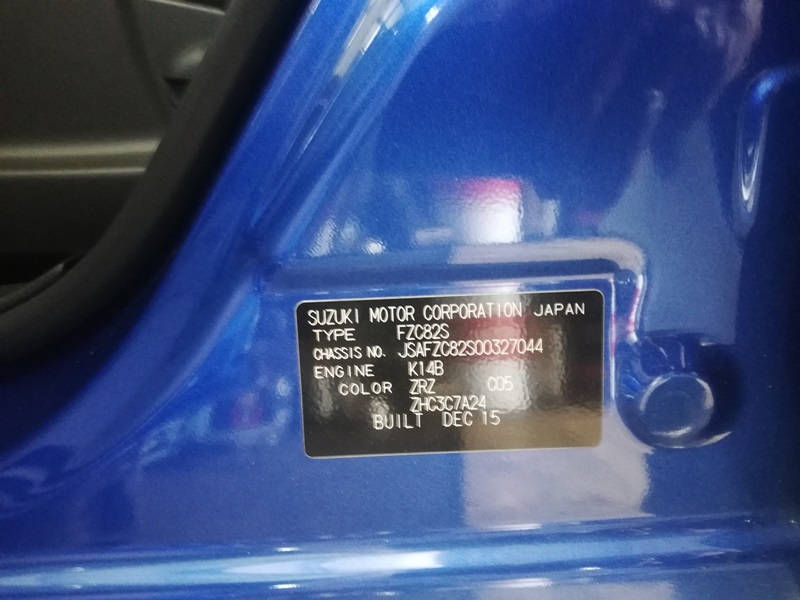 SUZUKI MOTOR CORPORATION JAPAN
TYPE FZC82S
CHASSIS NO. JSAFZC82S00327044
ENGINE K14B
COLOR ZRZ C05
ZHC3C7A24
BUILT DEC 15